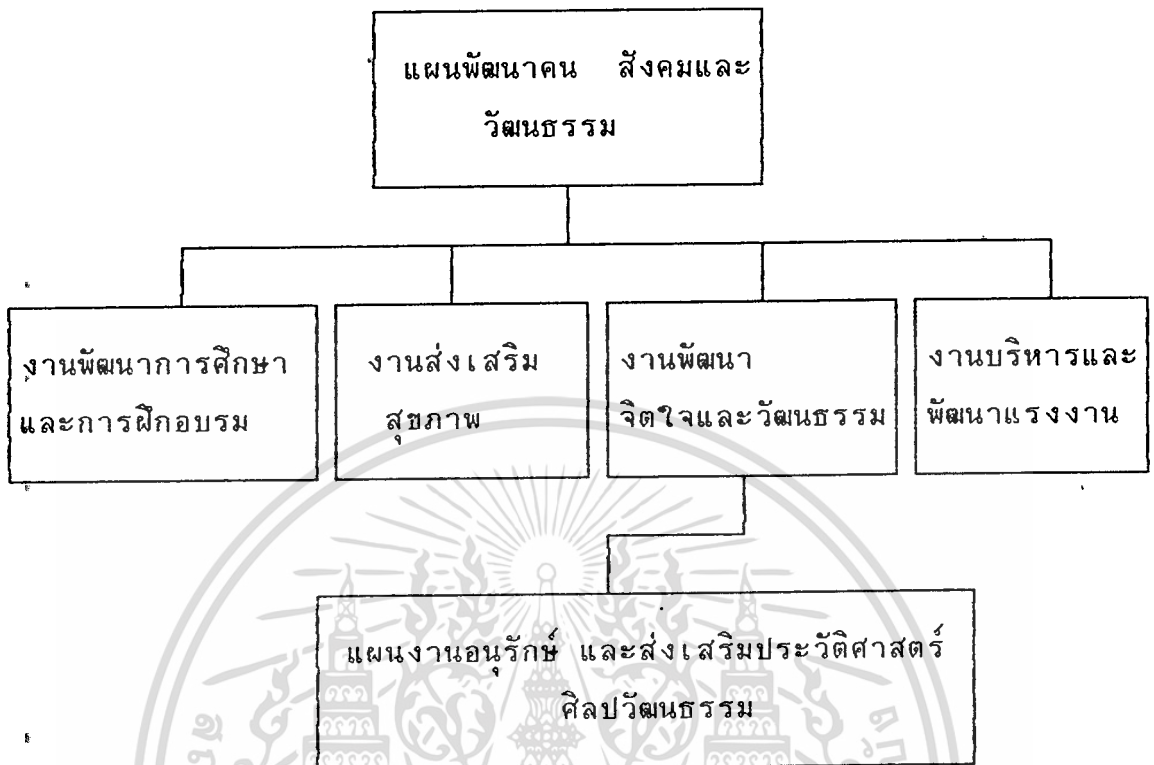 แผนพัฒนาคน สังคมและ
วัฒนธรรม
งานพัฒนาการศึกษา
และการฝึกอบรม
งานส่งเสริม
สุขภาพ
งานพัฒนา
จิตใจและวัฒนธรรม
งานบริหารและ
พัฒนาแรงงาน
แผนงานอนุรักษ์ และส่งเสริมประวัติศาสตร์
ศิลปวัฒนธรรม